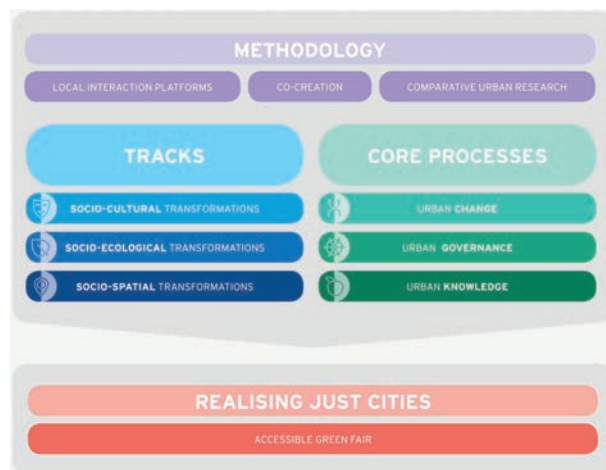 METHODOLOGY
LOCAL INTERACTION PLATFORMS
CO-CREATION
COMPARATIVE URBAN RESEARCH
TRACKS
SOCIO-CULTURAL TRANSFORMATIONS
SOCIO-ECOLOGICAL TRANSFORMATIONS
SOCIO-SPATIAL TRANSFORMATIONS
CORE PROCESSES
URBAN CHANGE
URBAN GOVERNANCE
URBAN KNOWLEDGE
REALISING JUST CITIES
ACCESSIBLE GREEN FAIR